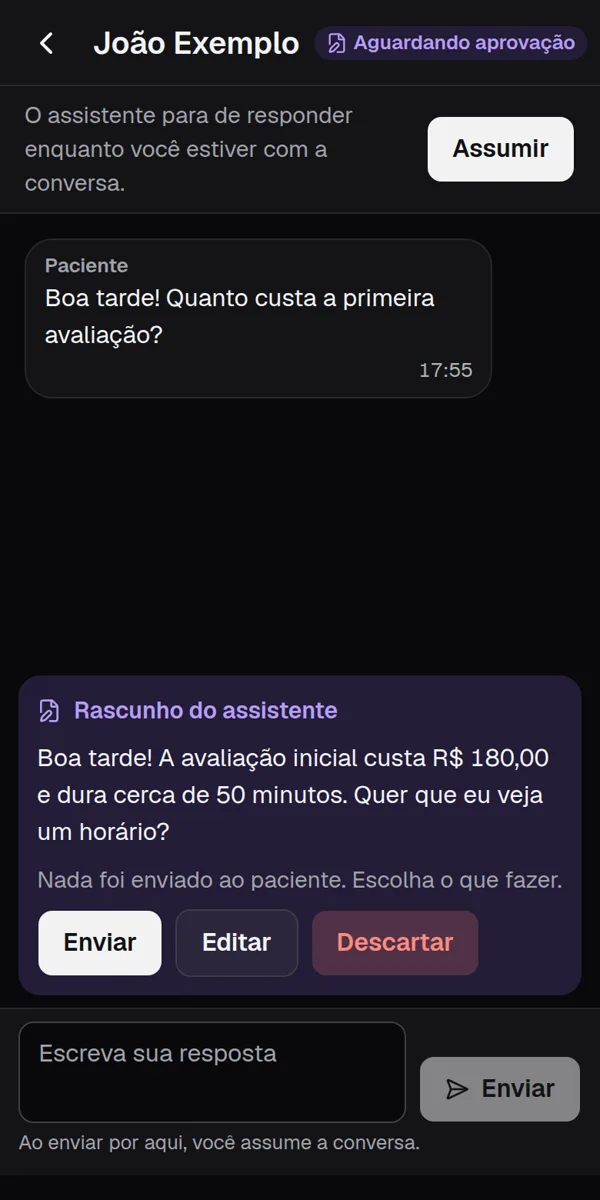 João Exemplo
Aguardando aprovação
O assistente para de responder
enquanto você estiver com a
conversa.
Assumir
Paciente
Boa tarde! Quanto custa a primeira
avaliação?
17:55
Rascunho do assistente
Boa tarde! A avaliação inicial custa R$ 180,00
e dura cerca de 50 minutos. Quer que eu veja
um horário?
Nada foi enviado ao paciente. Escolha o que fazer.
Enviar
Editar
Descartar
Escreva sua resposta
Enviar
Ao enviar por aqui, você assume a conversa.